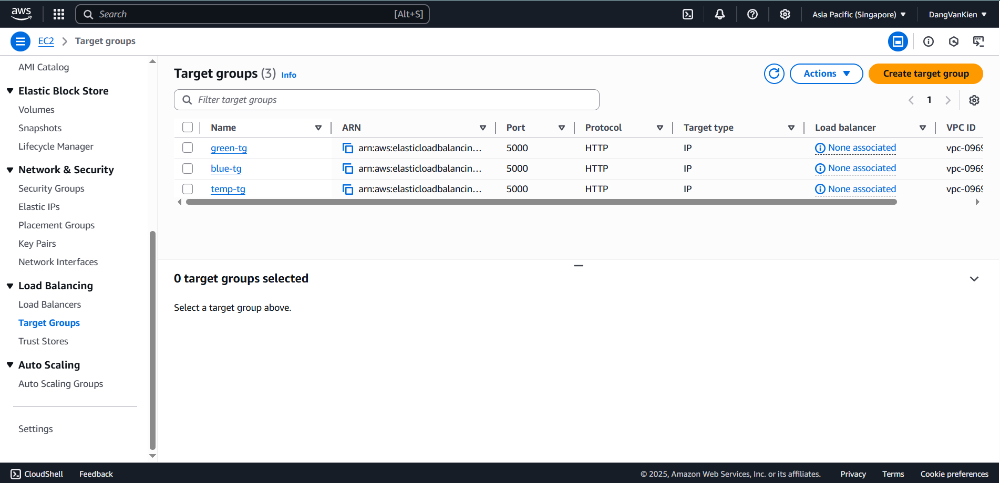 aws
Search [Alt+S]
Asia Pacific (Singapore)
DangVanKien
EC2
Target groups
AMI Catalog
Elastic Block Store
Volumes
Snapshots
Lifecycle Manager
Network & Security
Security Groups
Elastic IPs
Placement Groups
Key Pairs
Network Interfaces
Load Balancing
Load Balancers
Target Groups
Trust Stores
Auto Scaling
Auto Scaling Groups
Settings
Target groups (3) Info
Actions
Create target group
Filter target groups
1
Name ARN Port Protocol Target type Load balancer VPC ID
green-tg arn:aws:elasticloadbalancin... 5000 HTTP IP None associated vpc-0969
blue-tg arn:aws:elasticloadbalancin... 5000 HTTP IP None associated vpc-0969
temp-tg arn:aws:elasticloadbalancin... 5000 HTTP IP None associated vpc-0969
0 target groups selected
Select a target group above.
CloudShell Feedback © 2025, Amazon Web Services, Inc. or its affiliates. Privacy Terms Cookie preferences